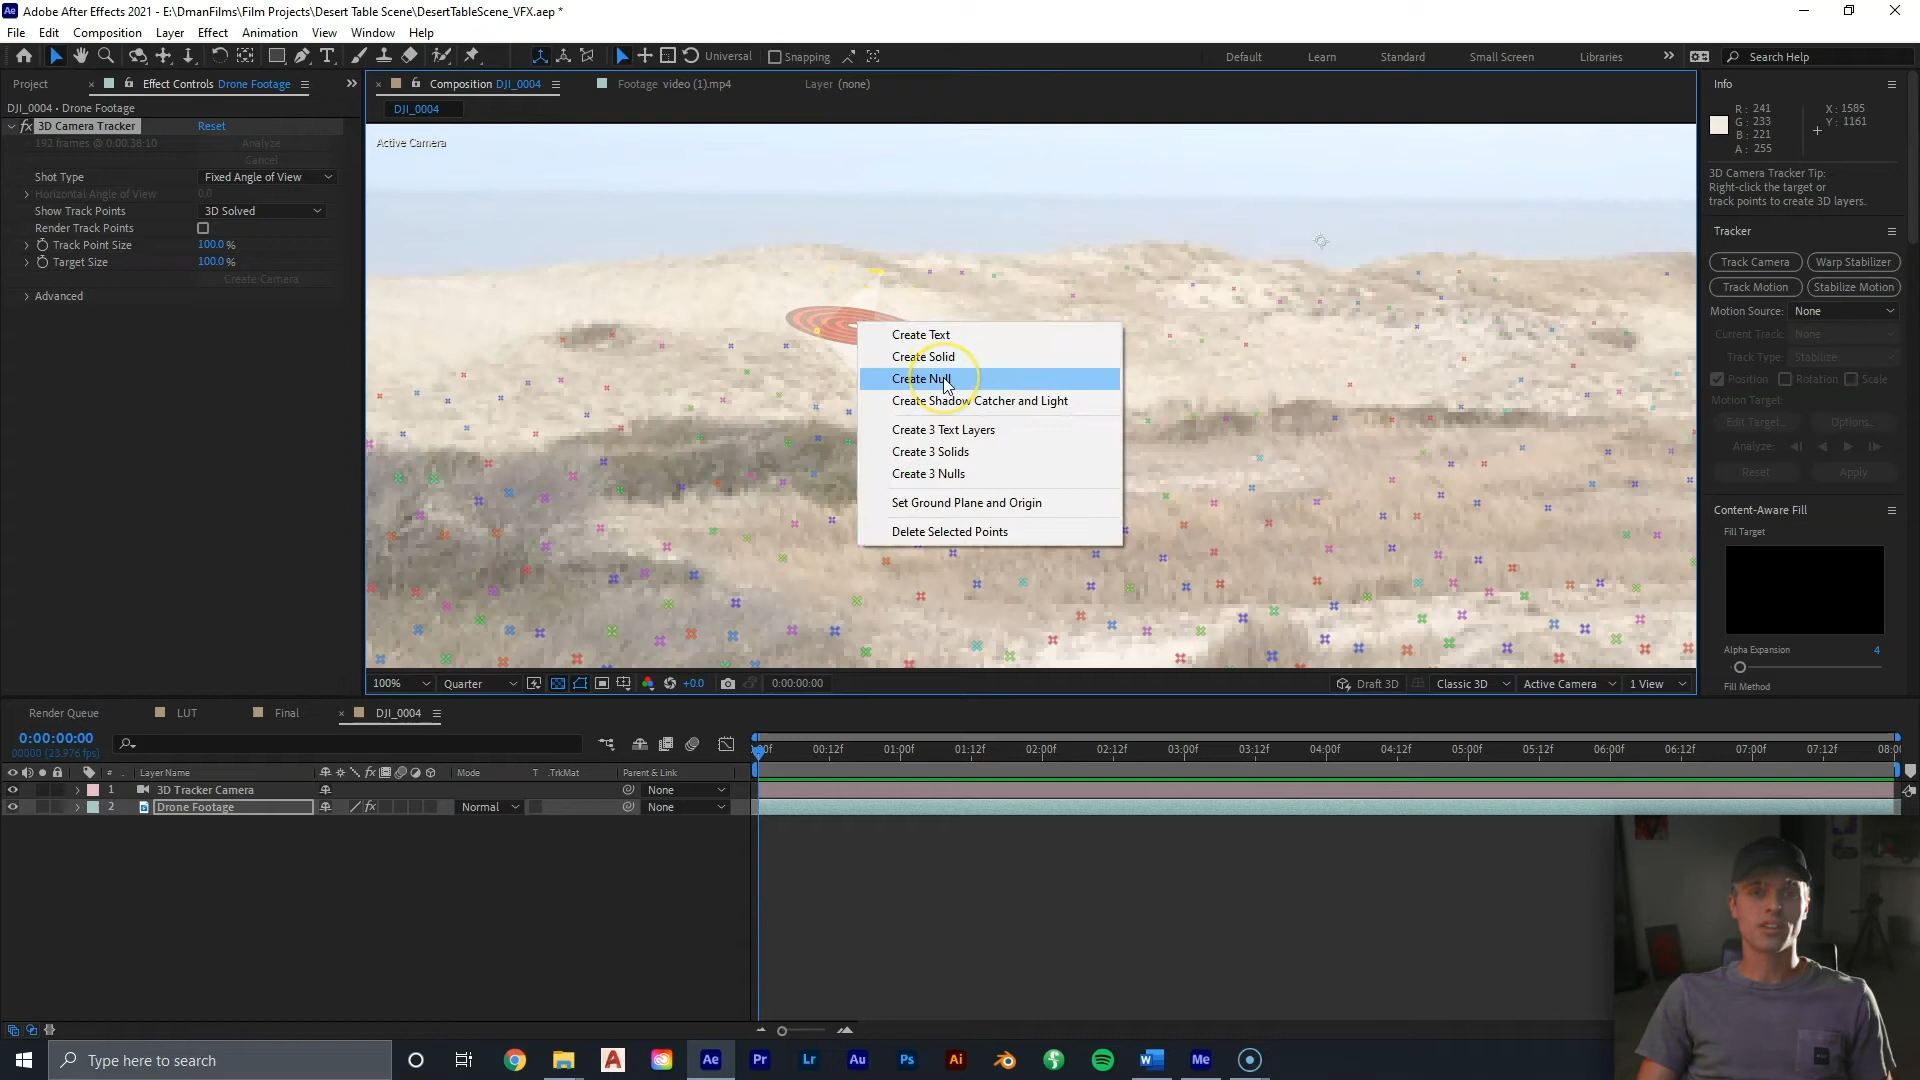 Adobe After Effects 2021 - E:\DmanFilms\Film Projects\Desert Table Scene\DesertTableScene_VFX.aep *
File Edit Composition Layer Effect Animation View Window Help
Universal Snapping Default Learn Standard Small Screen Libraries Search Help
Project Effect Controls Drone Footage
Composition DJI_0004 Footage video (1).mp4 Layer (none)
Info
DJI_0004 • Drone Footage
DJI_0004
fx 3D Camera Tracker Reset
192 frames @ 0:00:38:10 Analyze
Cancel
Shot Type Fixed Angle of View
Horizontal Angle of View 0.0
Show Track Points 3D Solved
Render Track Points
Track Point Size 100.0 %
Target Size 100.0 %
Create Camera
Advanced
Active Camera
Create Text
Create Solid
Create Null
Create Shadow Catcher and Light
Create 3 Text Layers
Create 3 Solids
Create 3 Nulls
Set Ground Plane and Origin
Delete Selected Points
R: 241 X: 1585
G: 233 Y: 1161
B: 221
A: 255
3D Camera Tracker Tip:
Right-click the target or
track points to create 3D layers.
Tracker
Track Camera Warp Stabilizer
Track Motion Stabilize Motion
Motion Source: None
Current Track: None
Track Type: Stabilize
Position Rotation Scale
Motion Target:
Edit Target... Options...
Analyze:
Reset Apply
Content-Aware Fill
Fill Target
Alpha Expansion 4
Fill Method
100% Quarter +0.0 0:00:00:00 Draft 3D Classic 3D Active Camera 1 View
Render Queue LUT Final DJI_0004
0:00:00:00
00000 (23.976 fps)
00f 00:12f 01:00f 01:12f 02:00f 02:12f 03:00f 03:12f 04:00f 04:12f 05:00f 05:12f 06:00f 06:12f 07:00f 07:12f 08:00
# Layer Name fx Mode T .TrkMat Parent & Link
1 3D Tracker Camera None
2 Drone Footage fx Normal None
Type here to search
A Ae Pr Lr Au Ps Ai W Me